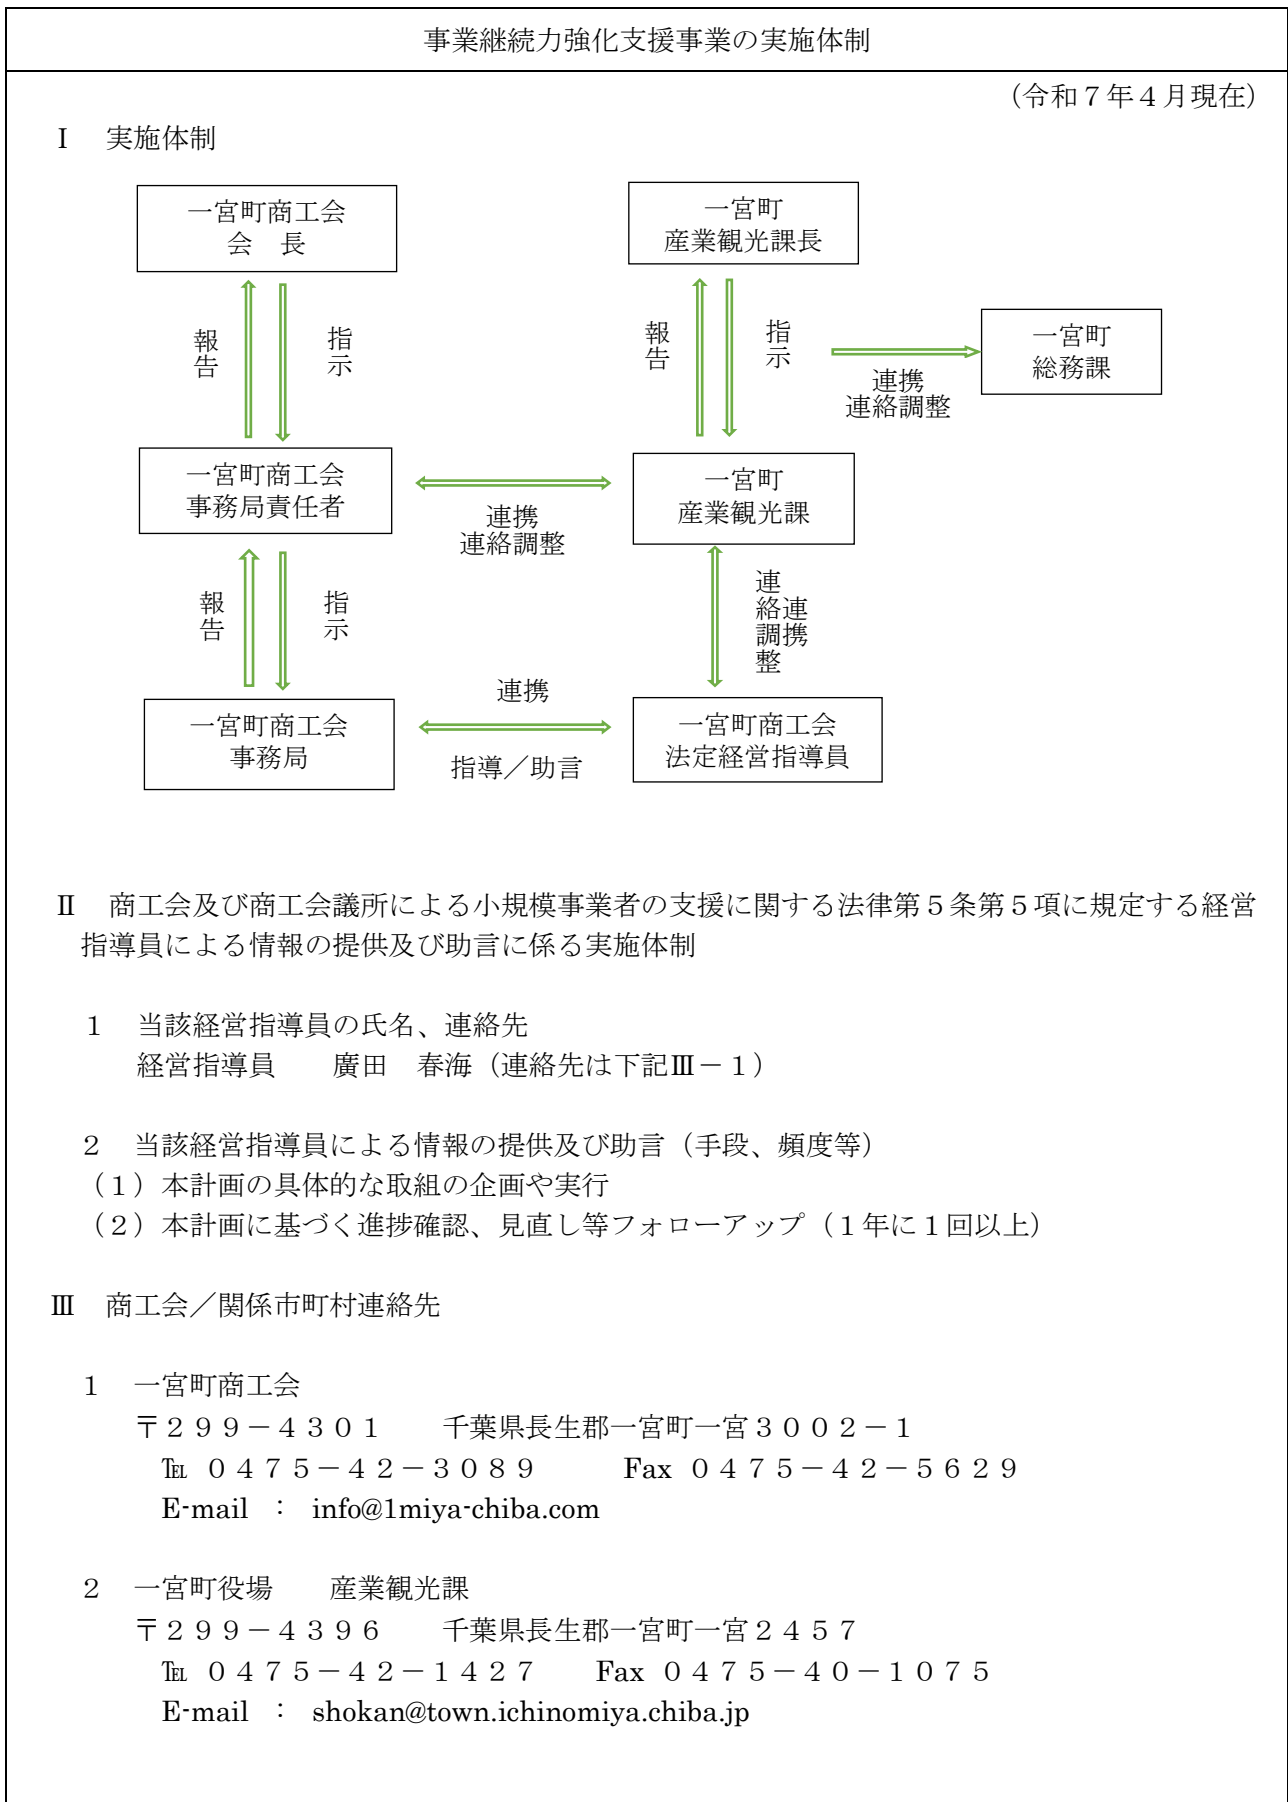 事業継続力強化支援事業の実施体制
（令和７年４月現在）
Ⅰ　実施体制
一宮町商工会
会　長
一宮町
産業観光課長
報告
指示
報告
指示
連携
連絡調整
一宮町
総務課
一宮町商工会
事務局責任者
連携
連絡調整
一宮町
産業観光課
報告
指示
連携
連絡調整
一宮町商工会
事務局
連携
指導／助言
一宮町商工会
法定経営指導員
Ⅱ　商工会及び商工会議所による小規模事業者の支援に関する法律第５条第５項に規定する経営
指導員による情報の提供及び助言に係る実施体制
１　当該経営指導員の氏名、連絡先
経営指導員　　廣田　春海（連絡先は下記Ⅲ－１）
２　当該経営指導員による情報の提供及び助言（手段、頻度等）
（１）本計画の具体的な取組の企画や実行
（２）本計画に基づく進捗確認、見直し等フォローアップ（１年に１回以上）
Ⅲ　商工会／関係市町村連絡先
１　一宮町商工会
〒２９９－４３０１　　千葉県長生郡一宮町一宮３００２－１
℡ ０４７５－４２－３０８９　　　Fax ０４７５－４２－５６２９
E-mail ： info@1miya-chiba.com
２　一宮町役場　　産業観光課
〒２９９－４３９６　　千葉県長生郡一宮町一宮２４５７
℡ ０４７５－４２－１４２７　　Fax ０４７５－４０－１０７５
E-mail ： shokan@town.ichinomiya.chiba.jp